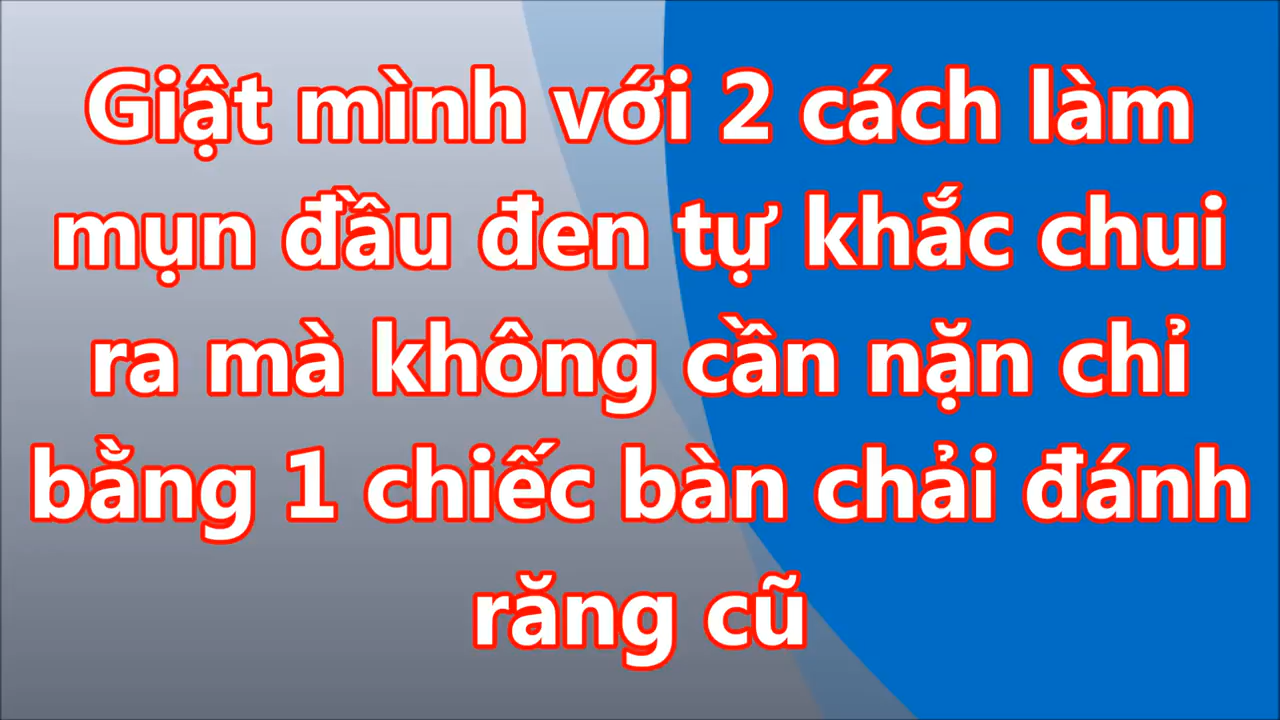 Giật mình với 2 cách làm
mụn đầu đen tự khắc chui
ra mà không cần nặn chỉ
bằng 1 chiếc bàn chải đánh
răng cũ